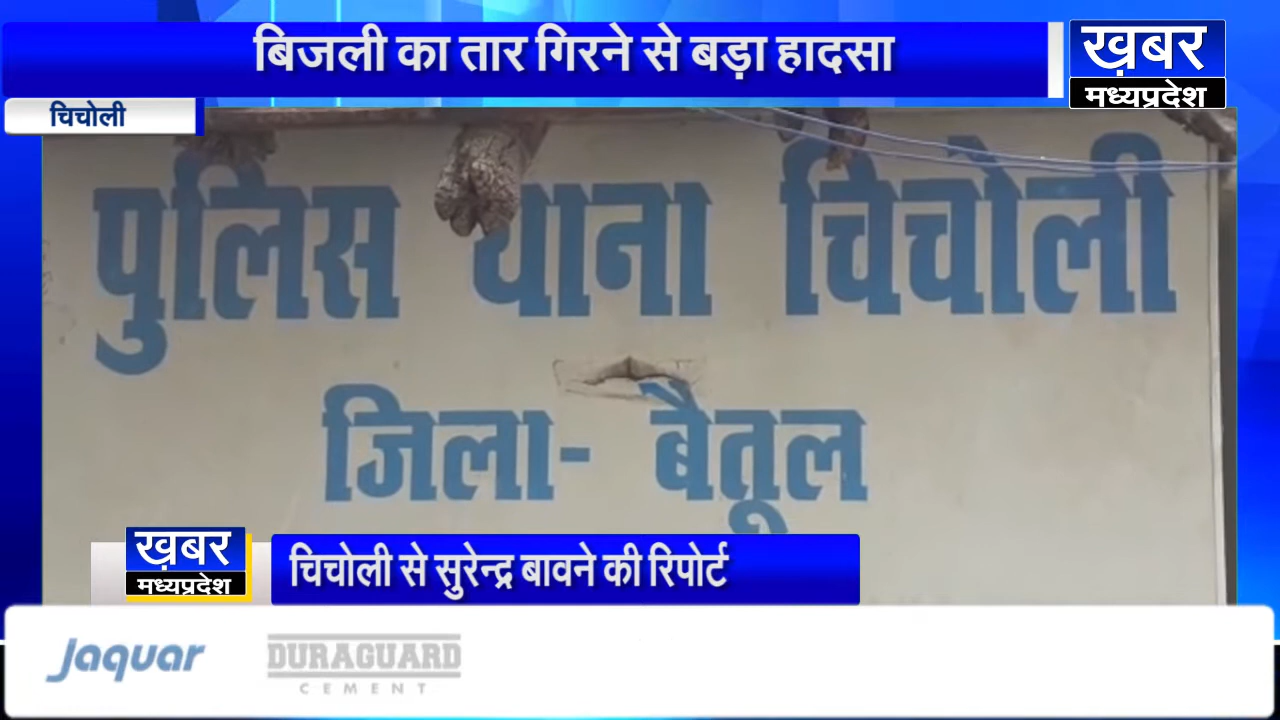 बिजली का तार गिरने से बड़ा हादसा
ख़बर
मध्यप्रदेश
चिचोली
पुलिस थाना चिचोली
जिला- बैतूल
ख़बर
मध्यप्रदेश
चिचोली से सुरेन्द्र बावने की रिपोर्ट
Jaquar
DURAGUARD
CEMENT